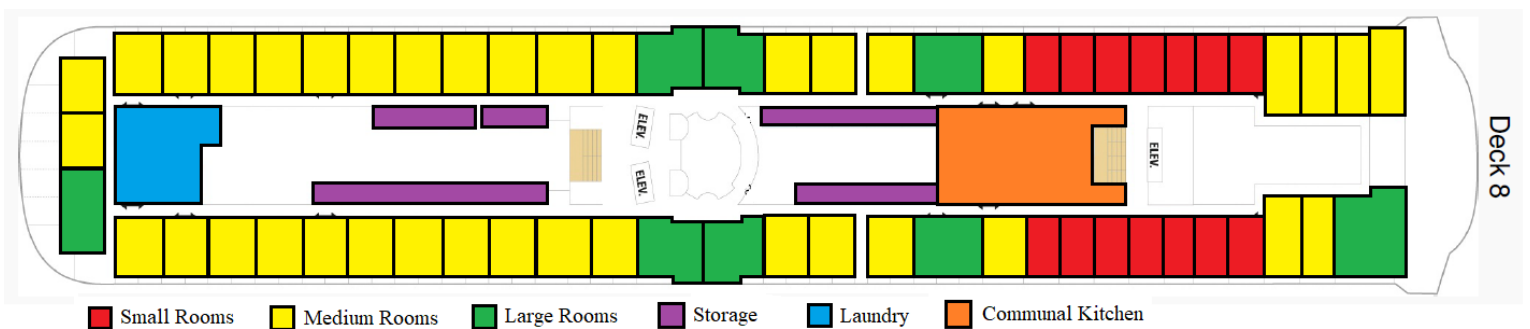 ELEV.
ELEV.
ELEV.
Deck 8
Small Rooms
Medium Rooms
Large Rooms
Storage
Laundry
Communal Kitchen